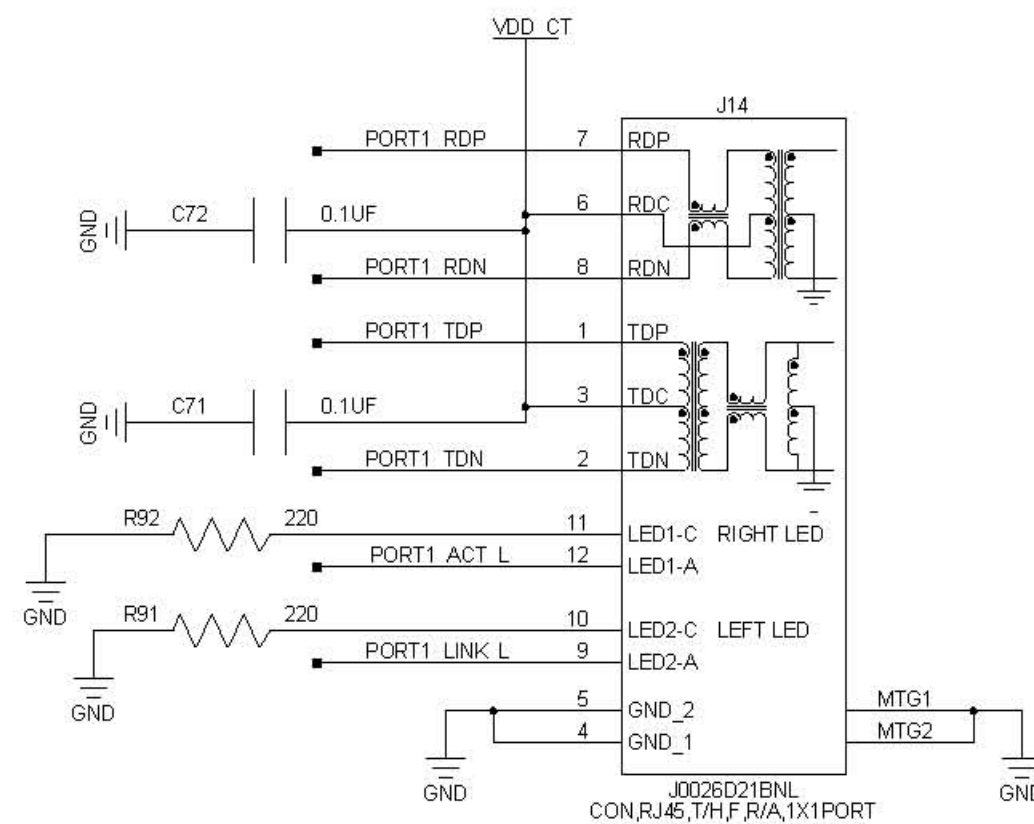 VDD_CT
J14
PORT1_RDP 7 RDP
6 RDC
GND C72 0.1UF
PORT1_RDN 8 RDN
PORT1_TDP 1 TDP
3 TDC
GND C71 0.1UF
PORT1_TDN 2 TDN
R92 220 11 LED1-C RIGHT LED
PORT1_ACT_L 12 LED1-A
GND
R91 220 10 LED2-C LEFT LED
PORT1_LINK_L 9 LED2-A
GND
5 GND_2 MTG1
4 GND_1 MTG2
GND GND
J0026D21BNL
CON,RJ45,T/H,F,R/A,1X1PORT